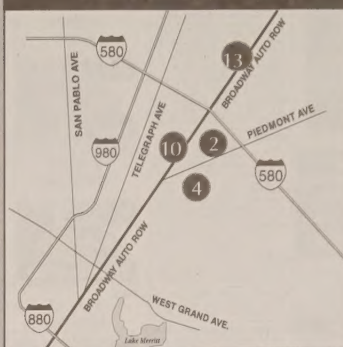 580
13
BROADWAY AUTO ROW
SAN PABLO AVE
TELEGRAPH AVE
PIEDMONT AVE
980
10
2
580
4
BROADWAY AUTO ROW
WEST GRAND AVE.
880
Lake Merritt